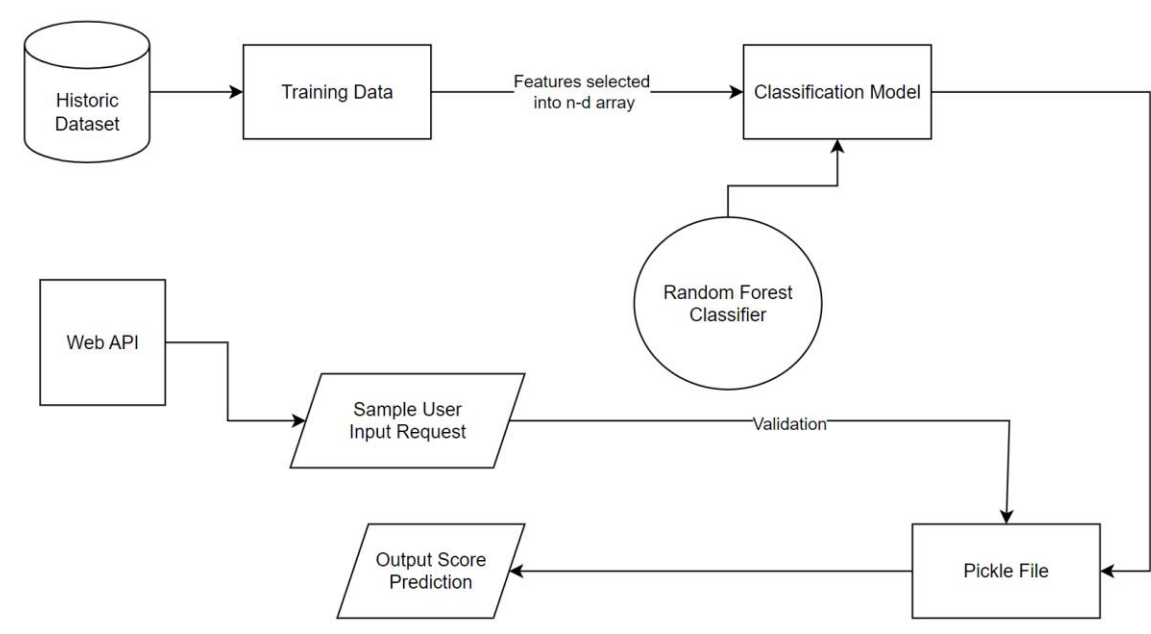 Historic
Dataset
Training Data
Features selected
into n-d array
Classification Model
Random Forest
Classifier
Web API
Sample User
Input Request
Validation
Output Score
Prediction
Pickle File